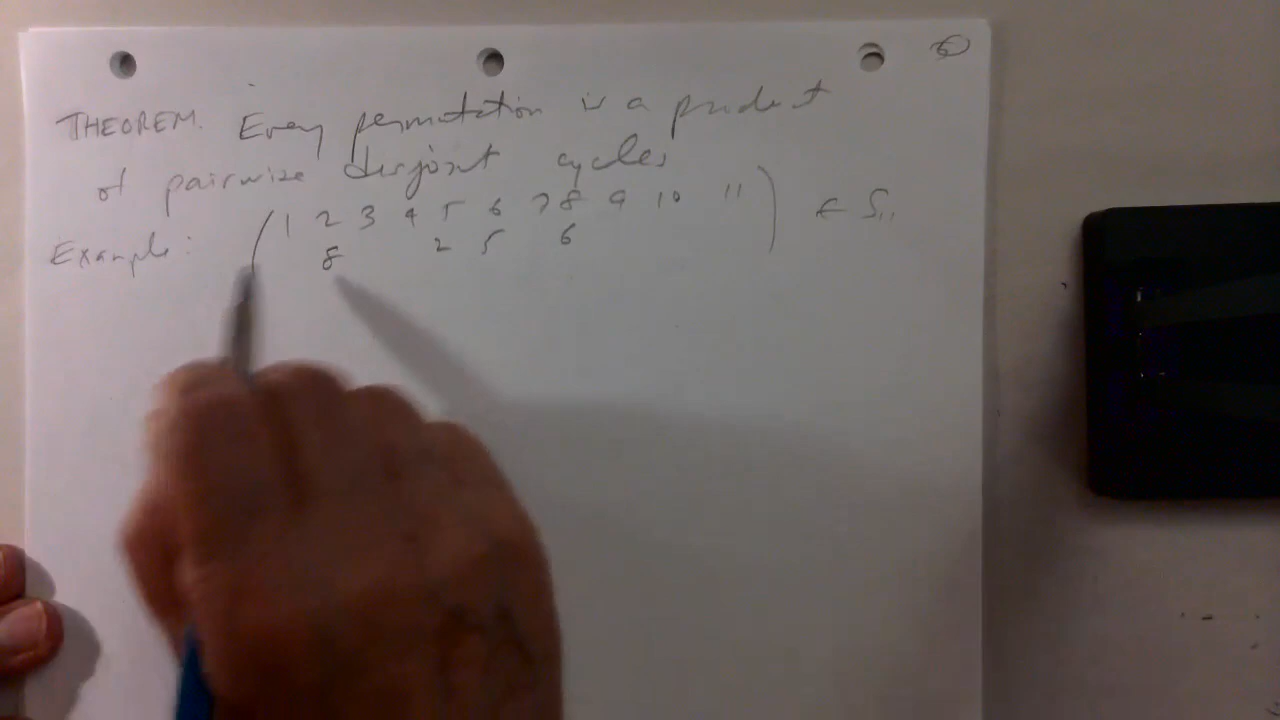 5
THEOREM. Every permutation is a product
of pairwise disjoint cycles
Example: ( 1 2 3 4 5 6 7 8 9 10 11 ) ∈ S₁₁
8 2 5 6